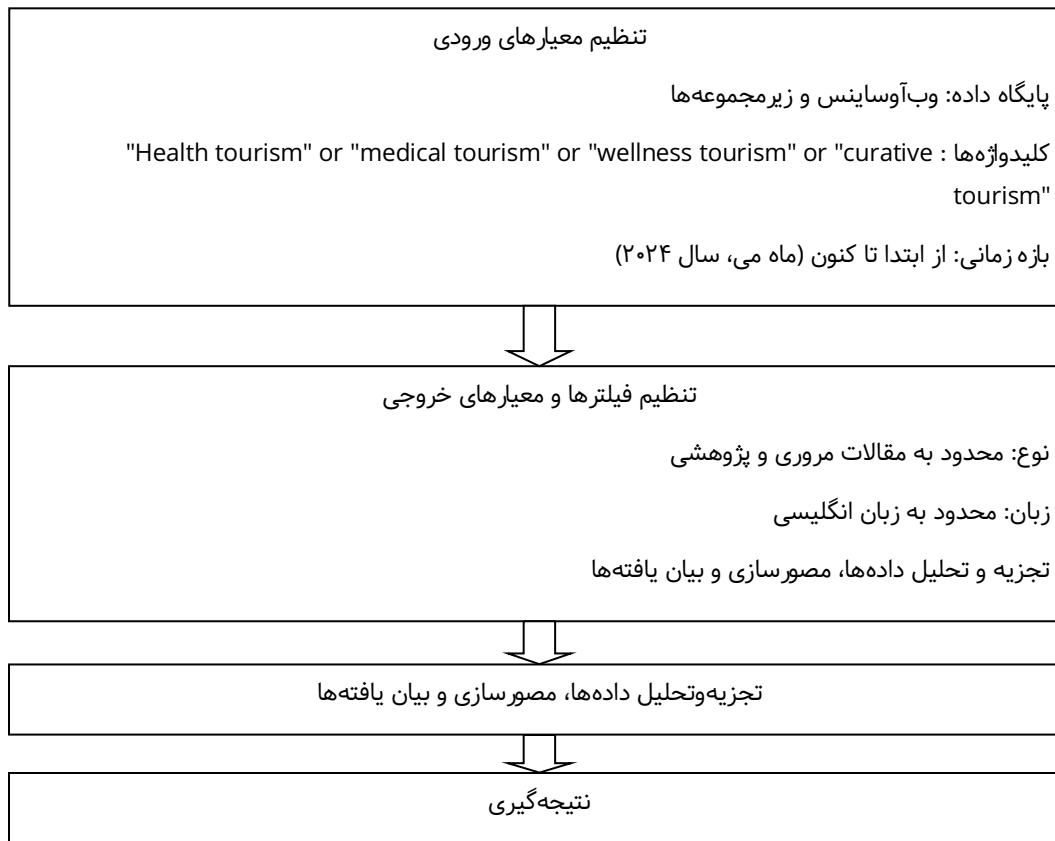 تنظیم معیارهای ورودی
پایگاه داده: وب‌آوساینس و زیرمجموعه‌ها
کلیدواژه‌ها : "Health tourism" or "medical tourism" or "wellness tourism" or "curative
tourism"
بازه زمانی: از ابتدا تا کنون (ماه می، سال ۲۰۲۴)
تنظیم فیلترها و معیارهای خروجی
نوع: محدود به مقالات مروری و پژوهشی
زبان: محدود به زبان انگلیسی
تجزیه و تحلیل داده‌ها، مصورسازی و بیان یافته‌ها
تجزیه‌وتحلیل داده‌ها، مصورسازی و بیان یافته‌ها
نتیجه‌گیری